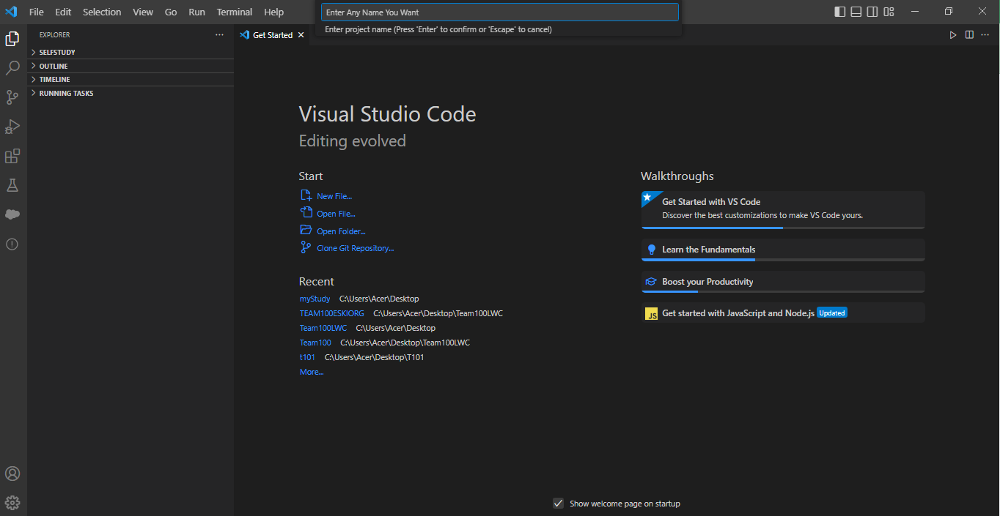 File Edit Selection View Go Run Terminal Help
Enter Any Name You Want
Enter project name (Press 'Enter' to confirm or 'Escape' to cancel)
EXPLORER
SELFSTUDY
OUTLINE
TIMELINE
RUNNING TASKS
Get Started
Visual Studio Code
Editing evolved
Start
New File...
Open File...
Open Folder...
Clone Git Repository...
Recent
myStudy C:\Users\Acer\Desktop
TEAM100ESKIORG C:\Users\Acer\Desktop\Team100LWC
Team100LWC C:\Users\Acer\Desktop
Team100 C:\Users\Acer\Desktop\Team100LWC
t101 C:\Users\Acer\Desktop\T101
More...
Walkthroughs
Get Started with VS Code
Discover the best customizations to make VS Code yours.
Learn the Fundamentals
Boost your Productivity
JS Get started with JavaScript and Node.js Updated
Show welcome page on startup